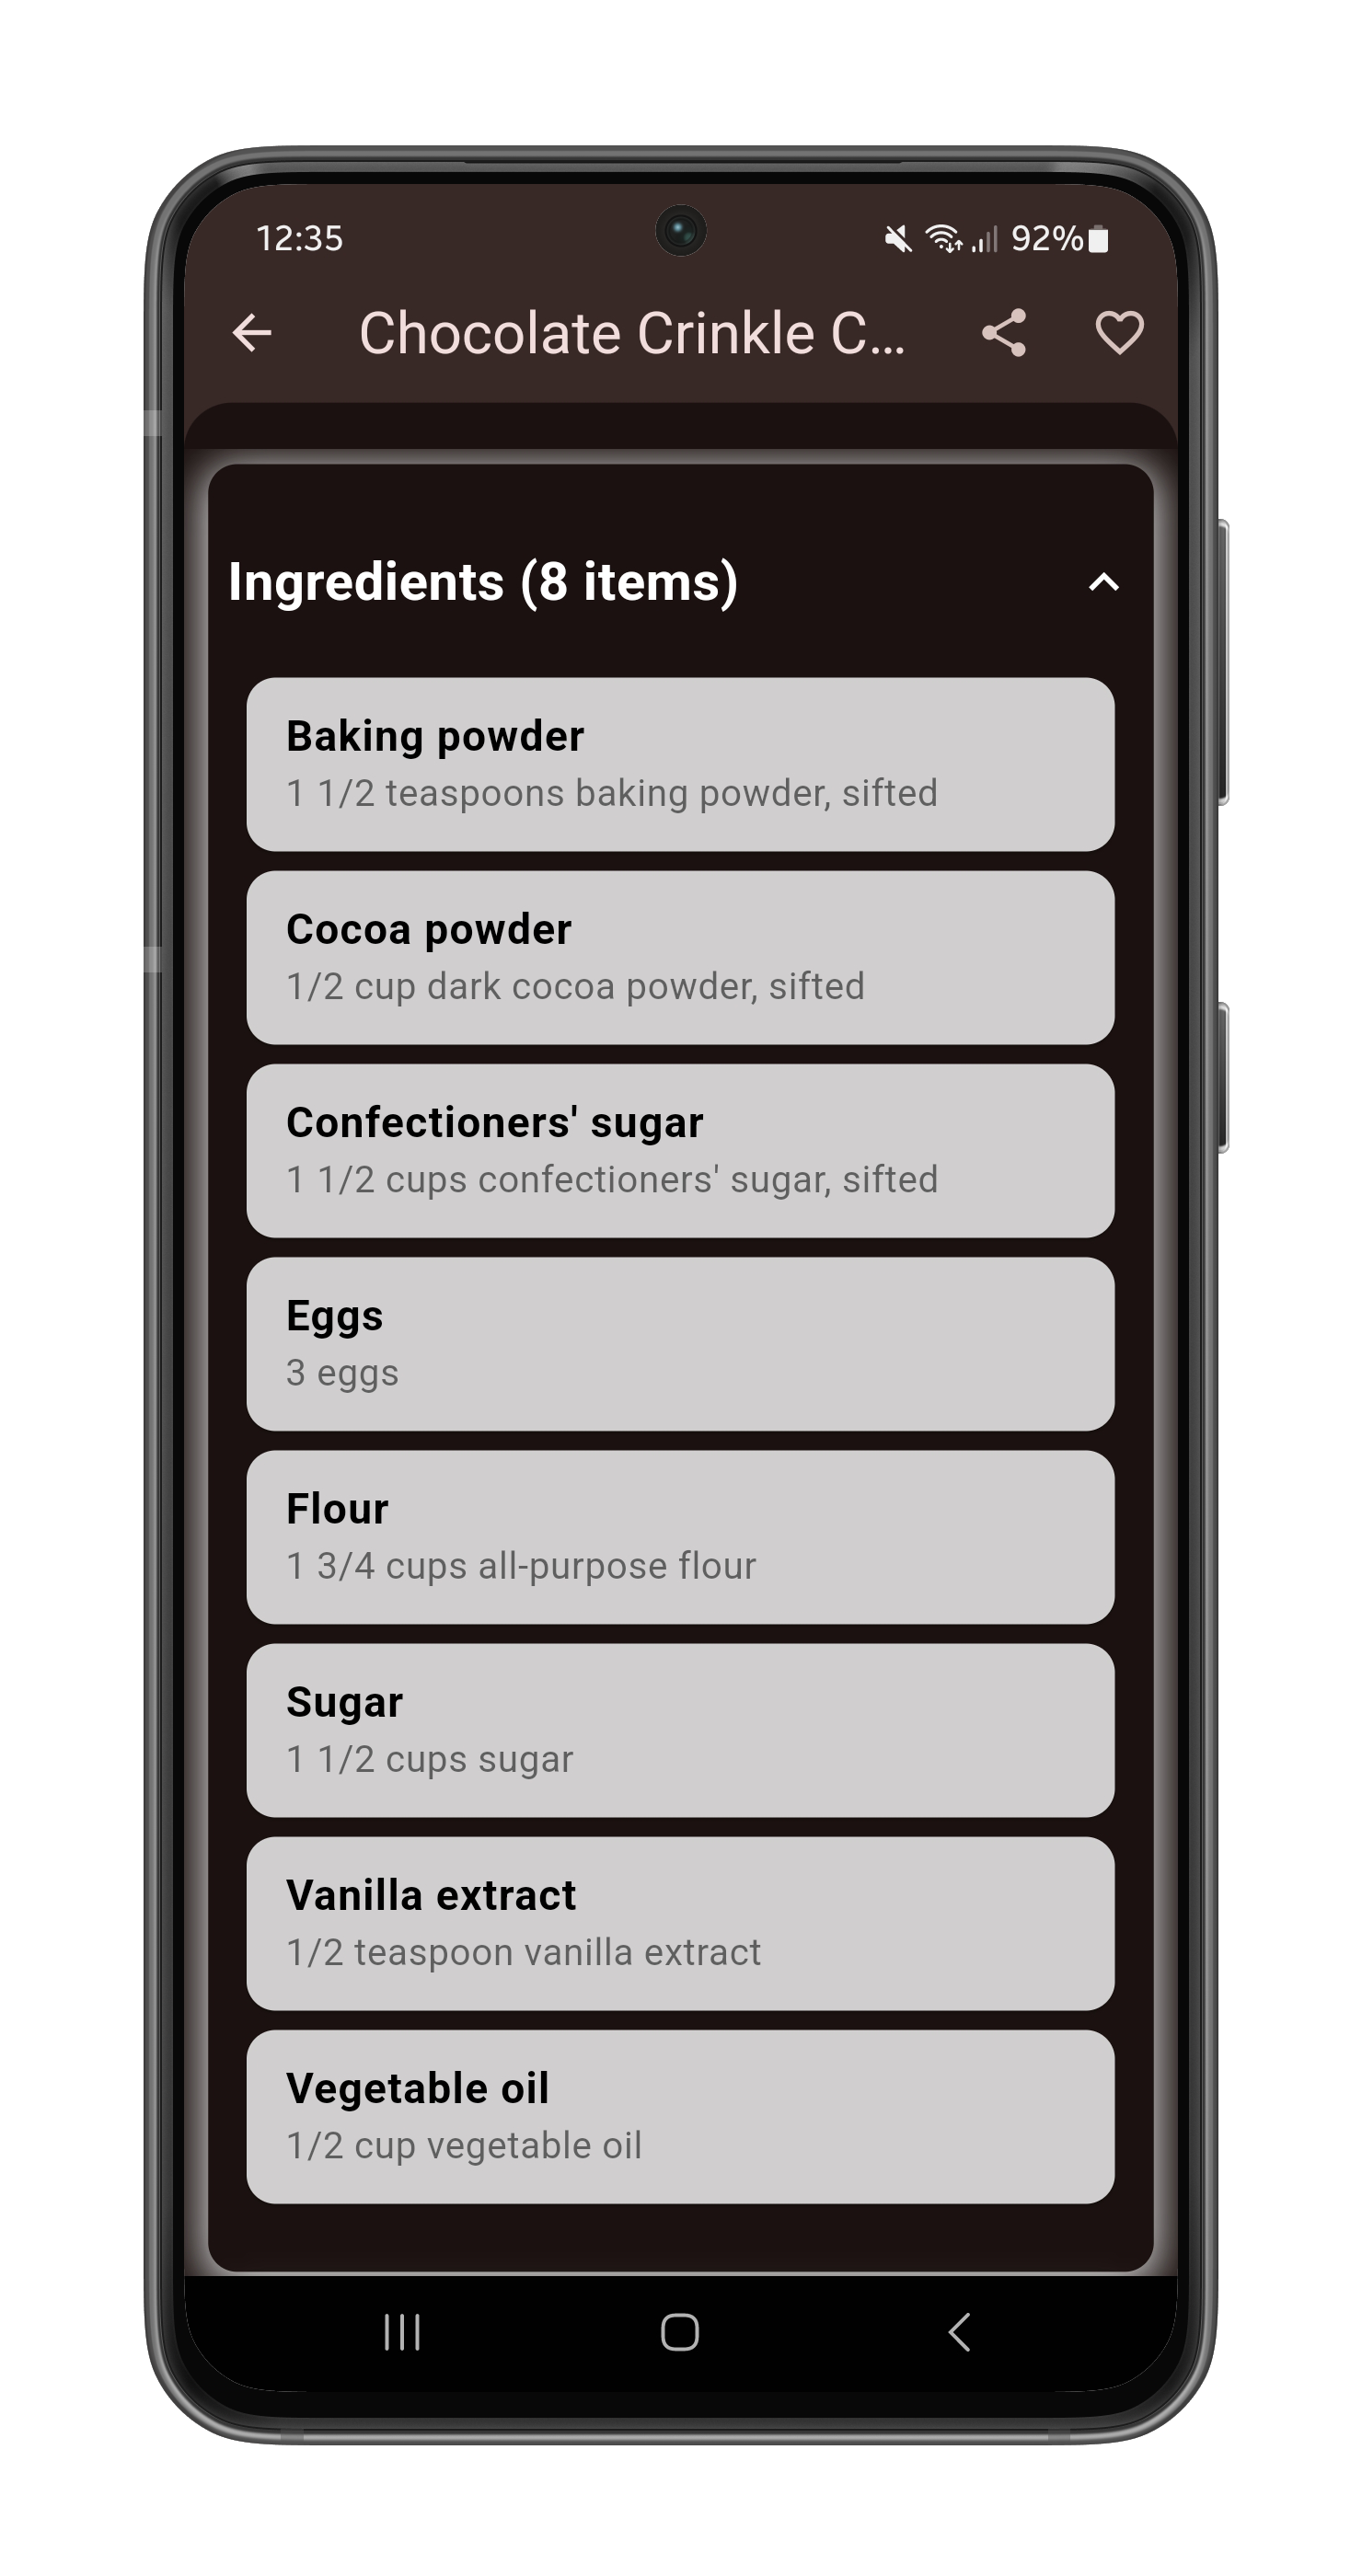 12:35
92%
Chocolate Crinkle C...
Ingredients (8 items)
Baking powder
1 1/2 teaspoons baking powder, sifted
Cocoa powder
1/2 cup dark cocoa powder, sifted
Confectioners' sugar
1 1/2 cups confectioners' sugar, sifted
Eggs
3 eggs
Flour
1 3/4 cups all-purpose flour
Sugar
1 1/2 cups sugar
Vanilla extract
1/2 teaspoon vanilla extract
Vegetable oil
1/2 cup vegetable oil